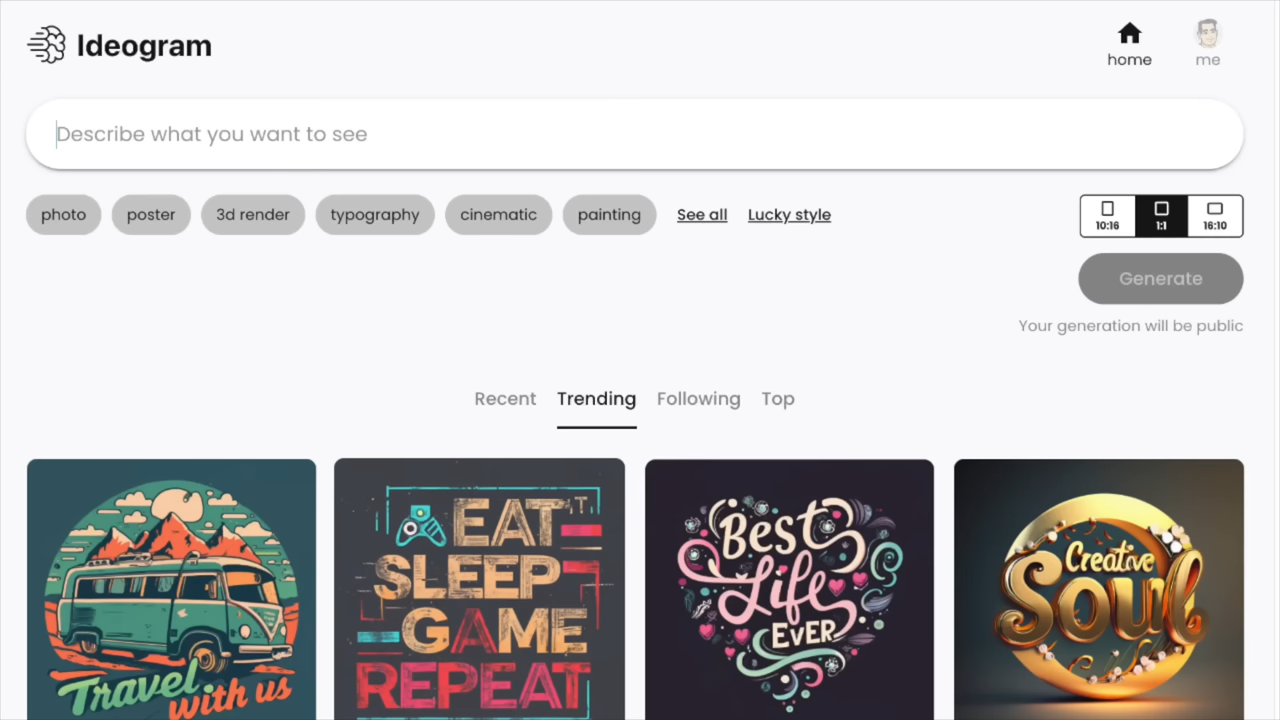 Ideogram
home
me
Describe what you want to see
photo
poster
3d render
typography
cinematic
painting
See all
Lucky style
10:16
1:1
16:10
Generate
Your generation will be public
Recent
Trending
Following
Top
Travel
with us
EAT
SLEEP
GAME
REPEAT
Best
Life
EVER
Creative
Soul